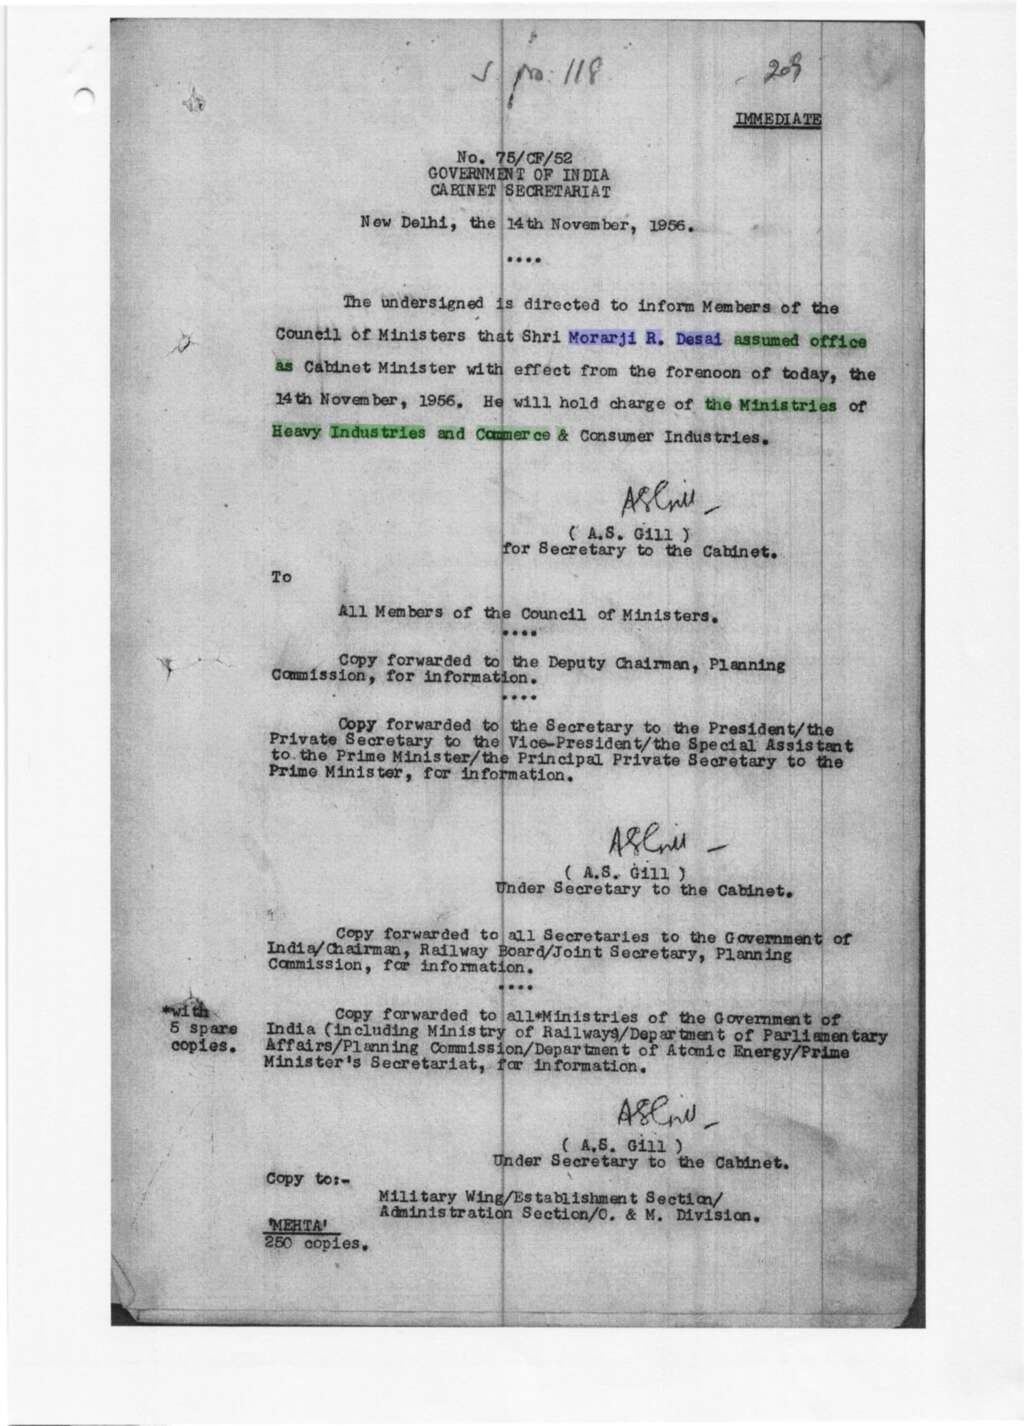 S. No. 118
209
IMMEDIATE
No. 75/CF/52
GOVERNMENT OF INDIA
CABINET SECRETARIAT
New Delhi, the 14th November, 1956.
****
The undersigned is directed to inform Members of the
Council of Ministers that Shri Morarji R. Desai assumed office
as Cabinet Minister with effect from the forenoon of today, the
14th November, 1956. He will hold charge of the Ministries of
Heavy Industries and Commerce & Consumer Industries.
ASGill
( A.S. Gill )
for Secretary to the Cabinet.
To
All Members of the Council of Ministers.
****
Copy forwarded to the Deputy Chairman, Planning
Commission, for information.
****
Copy forwarded to the Secretary to the President/the
Private Secretary to the Vice-President/the Special Assistant
to the Prime Minister/the Principal Private Secretary to the
Prime Minister, for information.
ASGill
( A.S. Gill )
Under Secretary to the Cabinet.
Copy forwarded to all Secretaries to the Government of
India/Chairman, Railway Board/Joint Secretary, Planning
Commission, for information.
****
*with
5 spare
copies.
Copy forwarded to all*Ministries of the Government of
India (including Ministry of Railways/Department of Parliamentary
Affairs/Planning Commission/Department of Atomic Energy/Prime
Minister's Secretariat, for information.
ASGill
( A.S. Gill )
Under Secretary to the Cabinet.
Copy to:-
Military Wing/Establishment Section/
Administration Section/O. & M. Division.
'MEHTA'
250 copies.